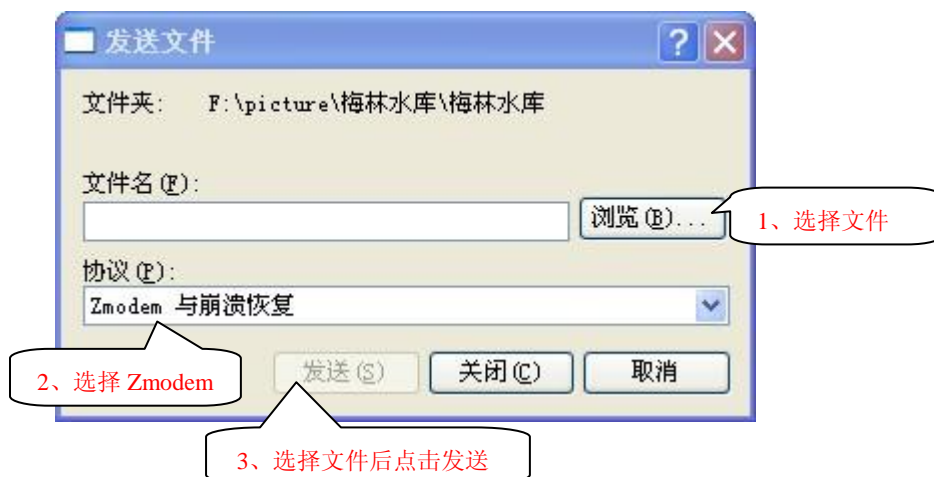 发送文件
文件夹: F:\picture\梅林水库\梅林水库
文件名(F):
浏览(B)...
1、选择文件
协议(P):
Zmodem 与崩溃恢复
2、选择 Zmodem
发送(S)
关闭(C)
取消
3、选择文件后点击发送